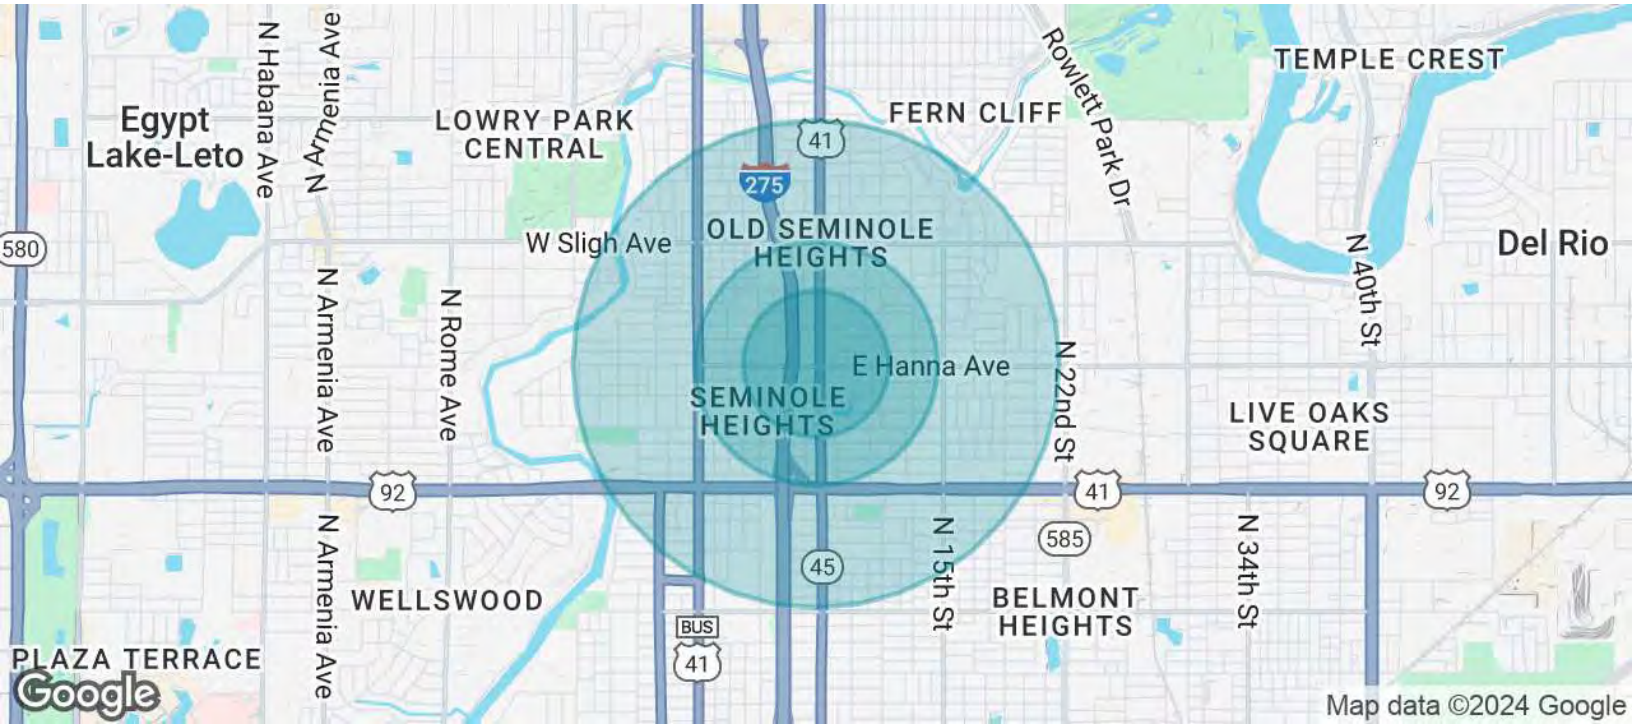 N Habana Ave
N Armenia Ave
Rowlett Park Dr
TEMPLE CREST
Egypt
Lake-Leto
LOWRY PARK
CENTRAL
FERN CLIFF
41
275
580
W Sligh Ave
OLD SEMINOLE
HEIGHTS
Del Rio
N 40th St
N Armenia Ave
N Rome Ave
E Hanna Ave
N 22nd St
SEMINOLE
HEIGHTS
LIVE OAKS
SQUARE
92
41
92
N Armenia Ave
N 15th St
585
N 34th St
45
WELLSWOOD
BELMONT
HEIGHTS
BUS
41
PLAZA TERRACE
Google
Map data ©2024 Google